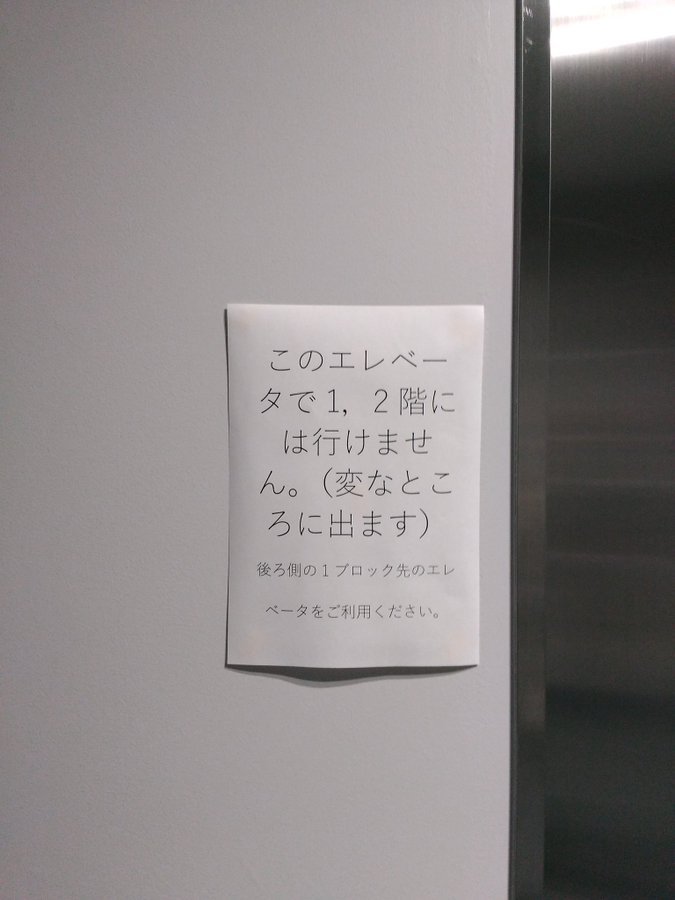 このエレベー
タで1，2階に
は行けませ
ん。（変なとこ
ろに出ます）
後ろ側の1ブロック先のエレ
ベータをご利用ください。